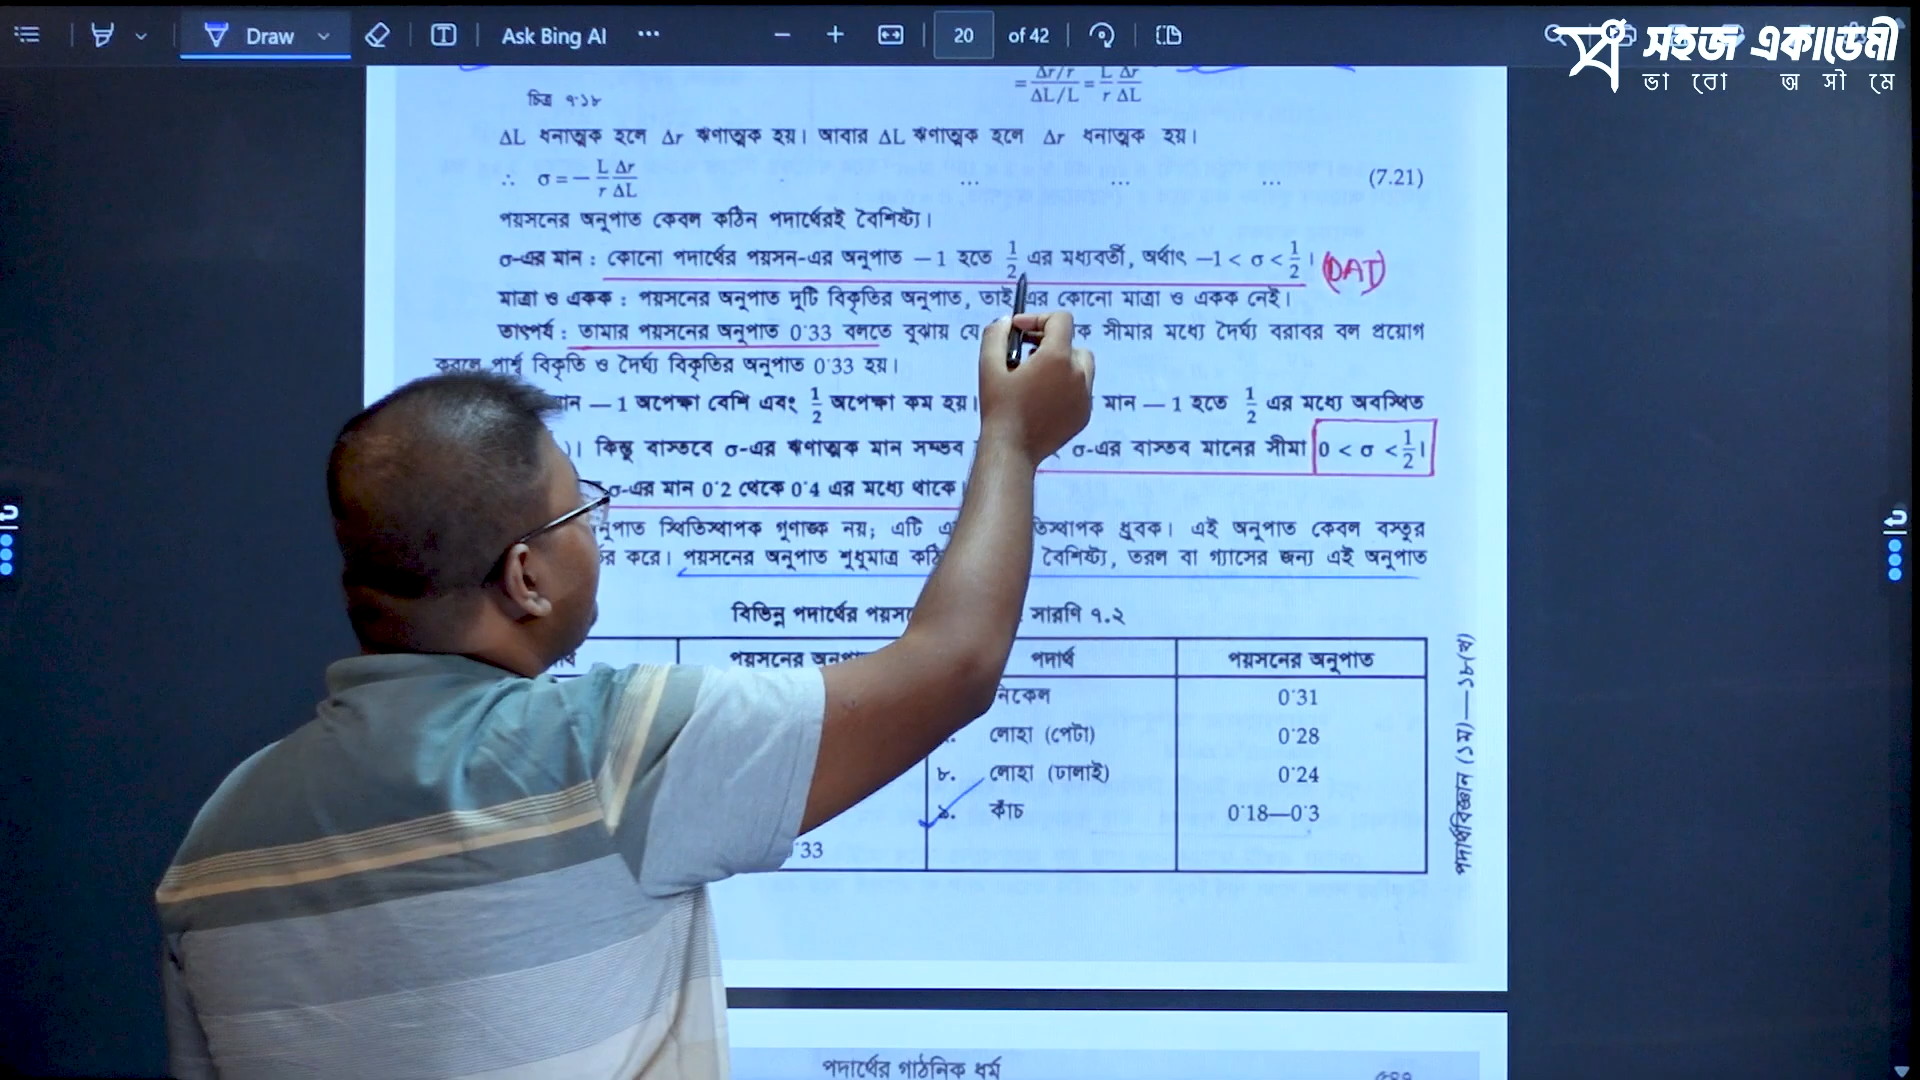 Draw
Ask Bing AI
20 of 42
সহজ একাডেমী
ভাবো অসীমে
চিত্র ৭·১৮
= Δr/r / ΔL/L = L/r Δr/ΔL
ΔL ধনাত্মক হলে Δr ঋণাত্মক হয়। আবার ΔL ঋণাত্মক হলে Δr ধনাত্মক হয়।
∴ σ = − L/r Δr/ΔL ... ... ... (7.21)
পয়সনের অনুপাত কেবল কঠিন পদার্থেরই বৈশিষ্ট্য।
σ-এর মান : কোনো পদার্থের পয়সন-এর অনুপাত −1 হতে 1/2 এর মধ্যবর্তী, অর্থাৎ −1 < σ < 1/2। (DAT)
মাত্রা ও একক : পয়সনের অনুপাত দুটি বিকৃতির অনুপাত, তাই এর কোনো মাত্রা ও একক নেই।
তাৎপর্য : তামার পয়সনের অনুপাত 0·33 বলতে বুঝায় যে সীমার মধ্যে দৈর্ঘ্য বরাবর বল প্রয়োগ
করলে পার্শ্ব বিকৃতি ও দৈর্ঘ্য বিকৃতির অনুপাত 0·33 হয়।
মান −1 অপেক্ষা বেশি এবং 1/2 অপেক্ষা কম হয়। মান −1 হতে 1/2 এর মধ্যে অবস্থিত
)। কিন্তু বাস্তবে σ-এর ঋণাত্মক মান সম্ভব σ-এর বাস্তব মানের সীমা 0 < σ < 1/2।
σ-এর মান 0·2 থেকে 0·4 এর মধ্যে থাকে।
অনুপাত স্থিতিস্থাপক গুণাঙ্ক নয়; এটি ধ্রুবক। এই অনুপাত কেবল বস্তুর
করে। পয়সনের অনুপাত শুধুমাত্র বৈশিষ্ট্য, তরল বা গ্যাসের জন্য এই অনুপাত
বিভিন্ন পদার্থের সারণি ৭.২
পয়সনের পদার্থ পয়সনের অনুপাত
নিকেল 0·31
লোহা (পেটা) 0·28
৮. লোহা (ঢালাই) 0·24
৯. কাঁচ 0·18—0·3
·33
পদার্থবিজ্ঞান (১ম)—১৮(খ)
পদার্থের গাঠনিক ধর্ম